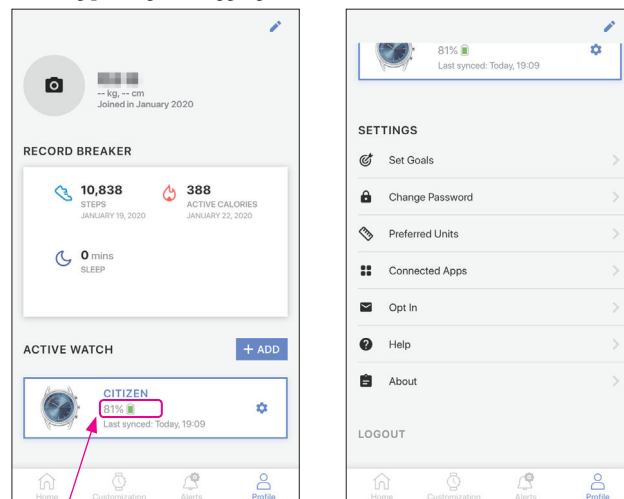 -- kg, -- cm
Joined in January 2020
RECORD BREAKER
10,838
STEPS
JANUARY 19, 2020
388
ACTIVE CALORIES
JANUARY 22, 2020
0 mins
SLEEP
ACTIVE WATCH
+ ADD
CITIZEN
81%
Last synced: Today, 19:09
Home
Customization
Alerts
Profile
81%
Last synced: Today, 19:09
SETTINGS
Set Goals
Change Password
Preferred Units
Connected Apps
Opt In
Help
About
LOGOUT
Home
Customization
Alerts
Profile